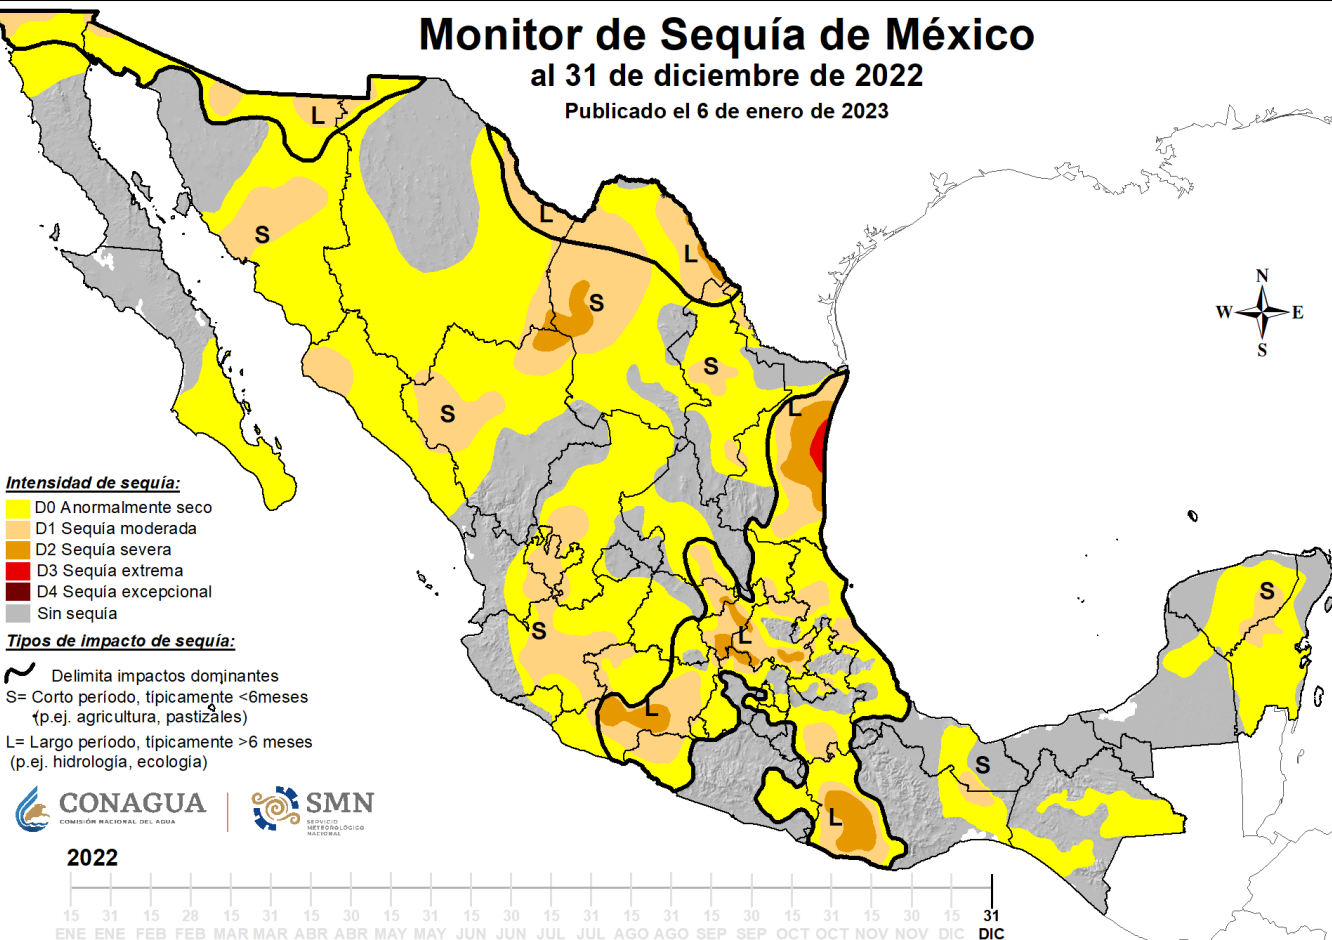 Monitor de Sequía de México
al 31 de diciembre de 2022
Publicado el 6 de enero de 2023
L
S
L
L
S
S
S
L
N
W E
S
S
L
L
S
S
L
S
L
Intensidad de sequía:
D0 Anormalmente seco
D1 Sequía moderada
D2 Sequía severa
D3 Sequía extrema
D4 Sequía excepcional
Sin sequía
Tipos de impacto de sequía:
Delimita impactos dominantes
S= Corto período, típicamente <6meses
(p.ej. agricultura, pastizales)
L= Largo período, típicamente >6 meses
(p.ej. hidrología, ecología)
CONAGUA
COMISIÓN NACIONAL DEL AGUA
SMN
SERVICIO
METEOROLÓGICO
NACIONAL
2022
15 31 15 28 15 31 15 30 15 31 15 30 15 31 15 31 15 30 15 31 15 30 15 31
ENE ENE FEB FEB MAR MAR ABR ABR MAY MAY JUN JUN JUL JUL AGO AGO SEP SEP OCT OCT NOV NOV DIC DIC